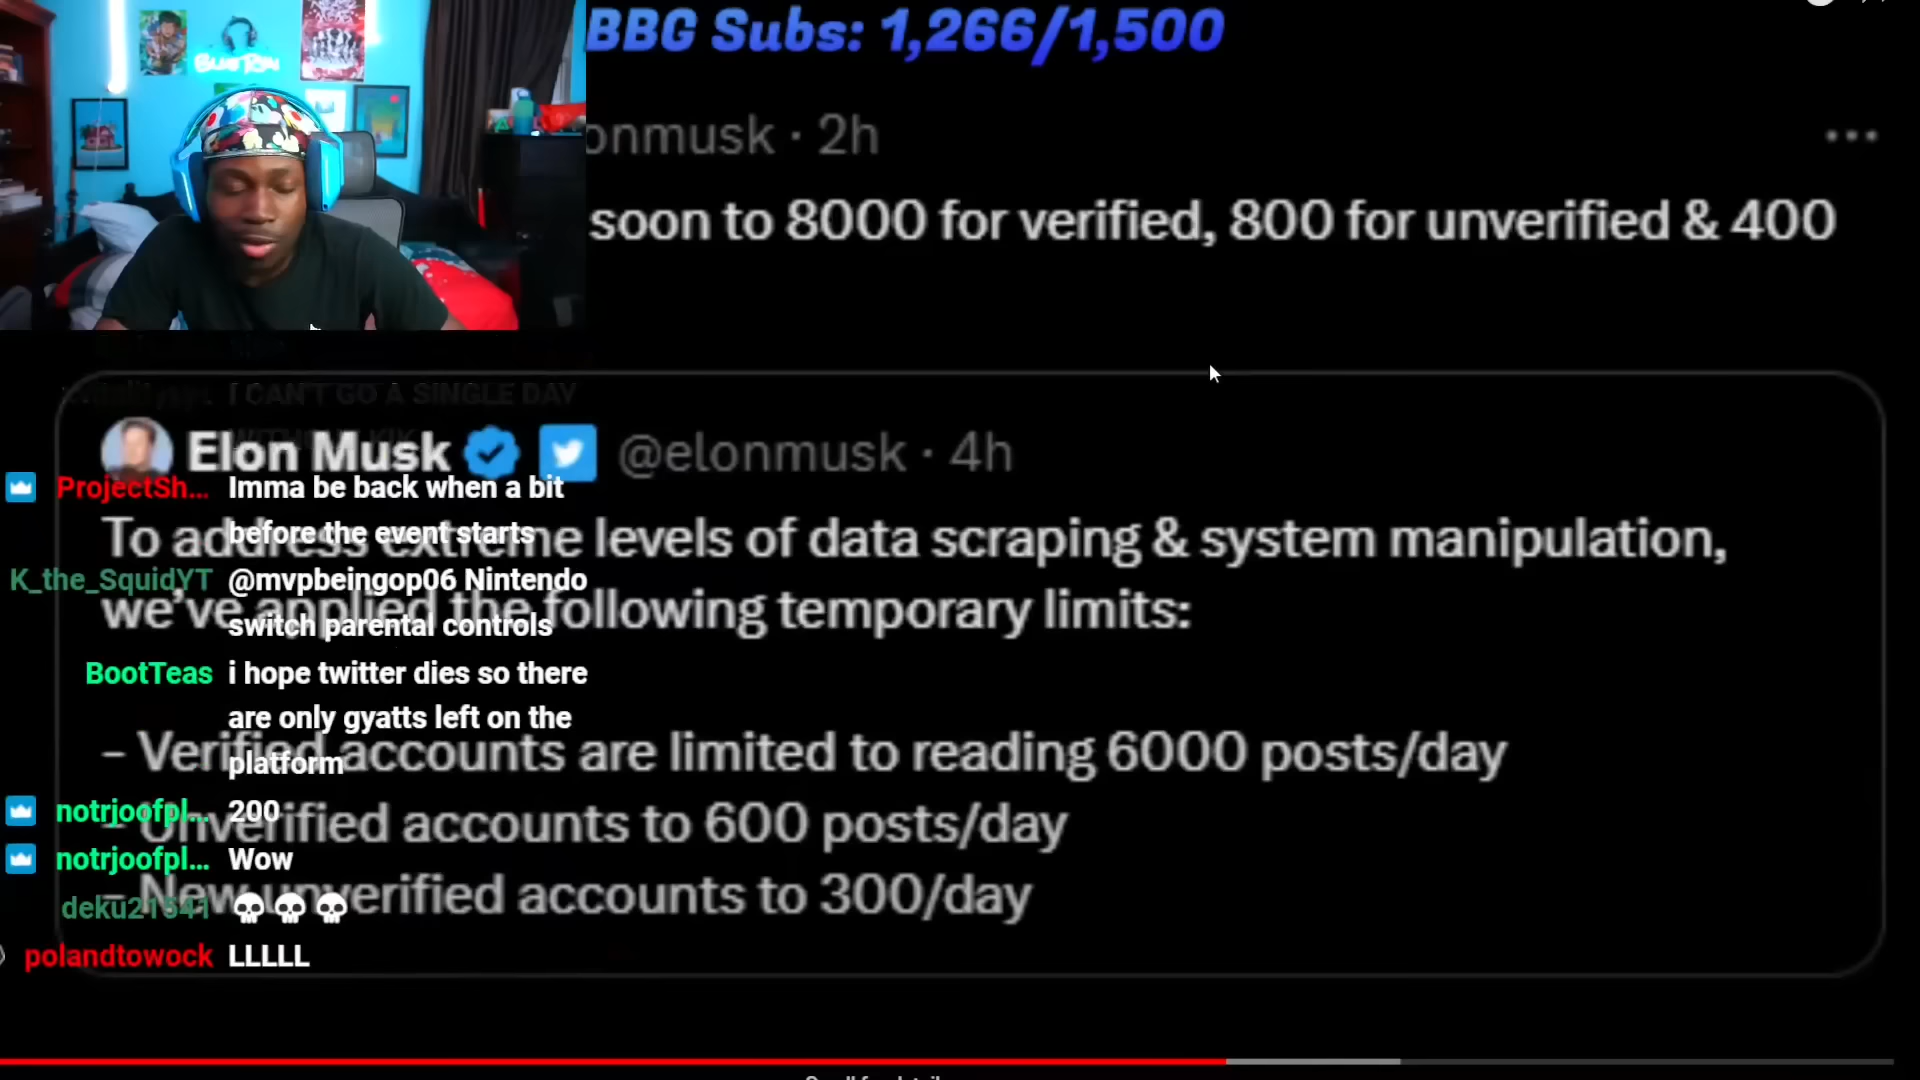 BBG Subs: 1,266/1,500
onmusk · 2h
soon to 8000 for verified, 800 for unverified & 400
I CAN'T GO A SINGLE DAY
Elon Musk @elonmusk · 4h
To address extreme levels of data scraping & system manipulation,
we've applied the following temporary limits:
- Verified accounts are limited to reading 6000 posts/day
- Unverified accounts to 600 posts/day
- New unverified accounts to 300/day
ProjectSh... Imma be back when a bit
before the event starts
K_the_SquidYT @mvpbeingop06 Nintendo
switch parental controls
BootTeas i hope twitter dies so there
are only gyatts left on the
platform
notrjoofpl... 200
notrjoofpl... Wow
deku21541 💀💀💀
polandtowock LLLLL